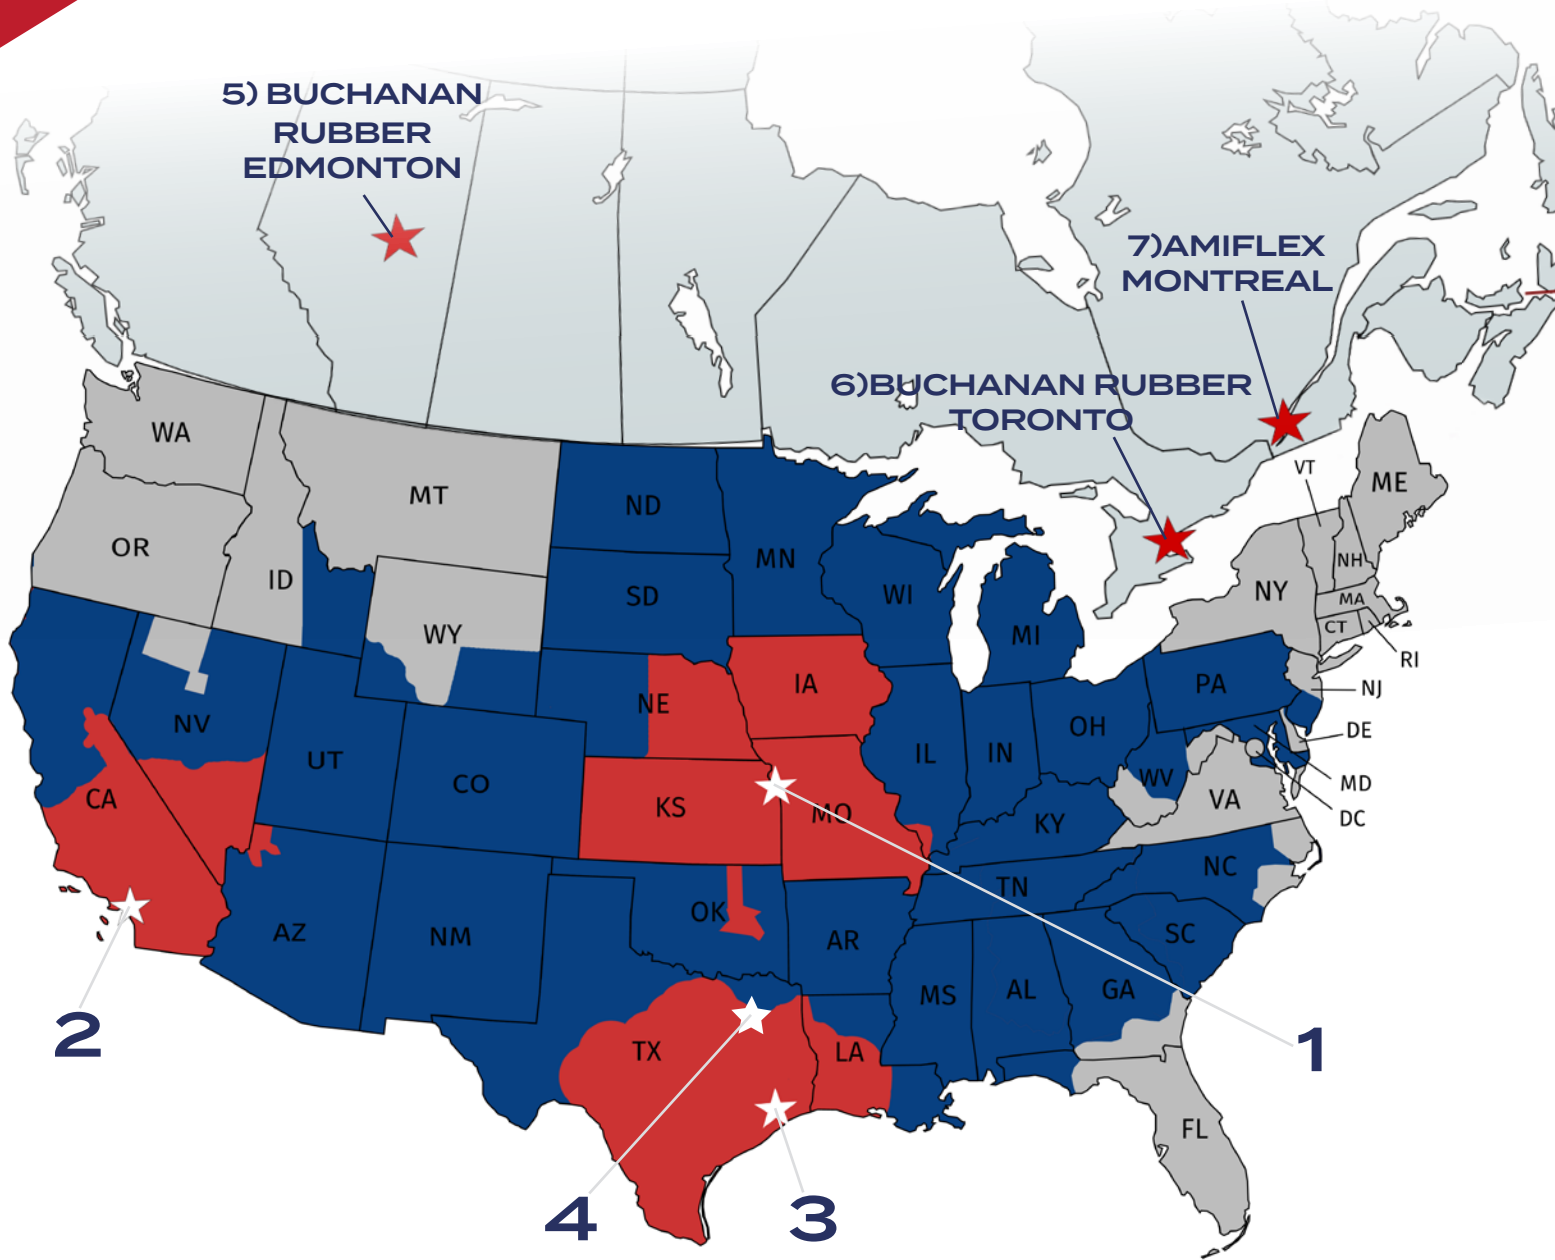 5) BUCHANAN
RUBBER
EDMONTON
7)AMIFLEX
MONTREAL
6)BUCHANAN RUBBER
TORONTO
WA
MT
ND
MN
VT
ME
OR
ID
SD
WI
MI
NY
NH
MA
CT
RI
WY
NE
IA
PA
NJ
NV
UT
CO
IL
IN
OH
DE
WV
MD
CA
KS
MO
KY
VA
DC
AZ
NM
OK
AR
TN
NC
SC
MS
AL
GA
TX
LA
FL
2
1
4
3